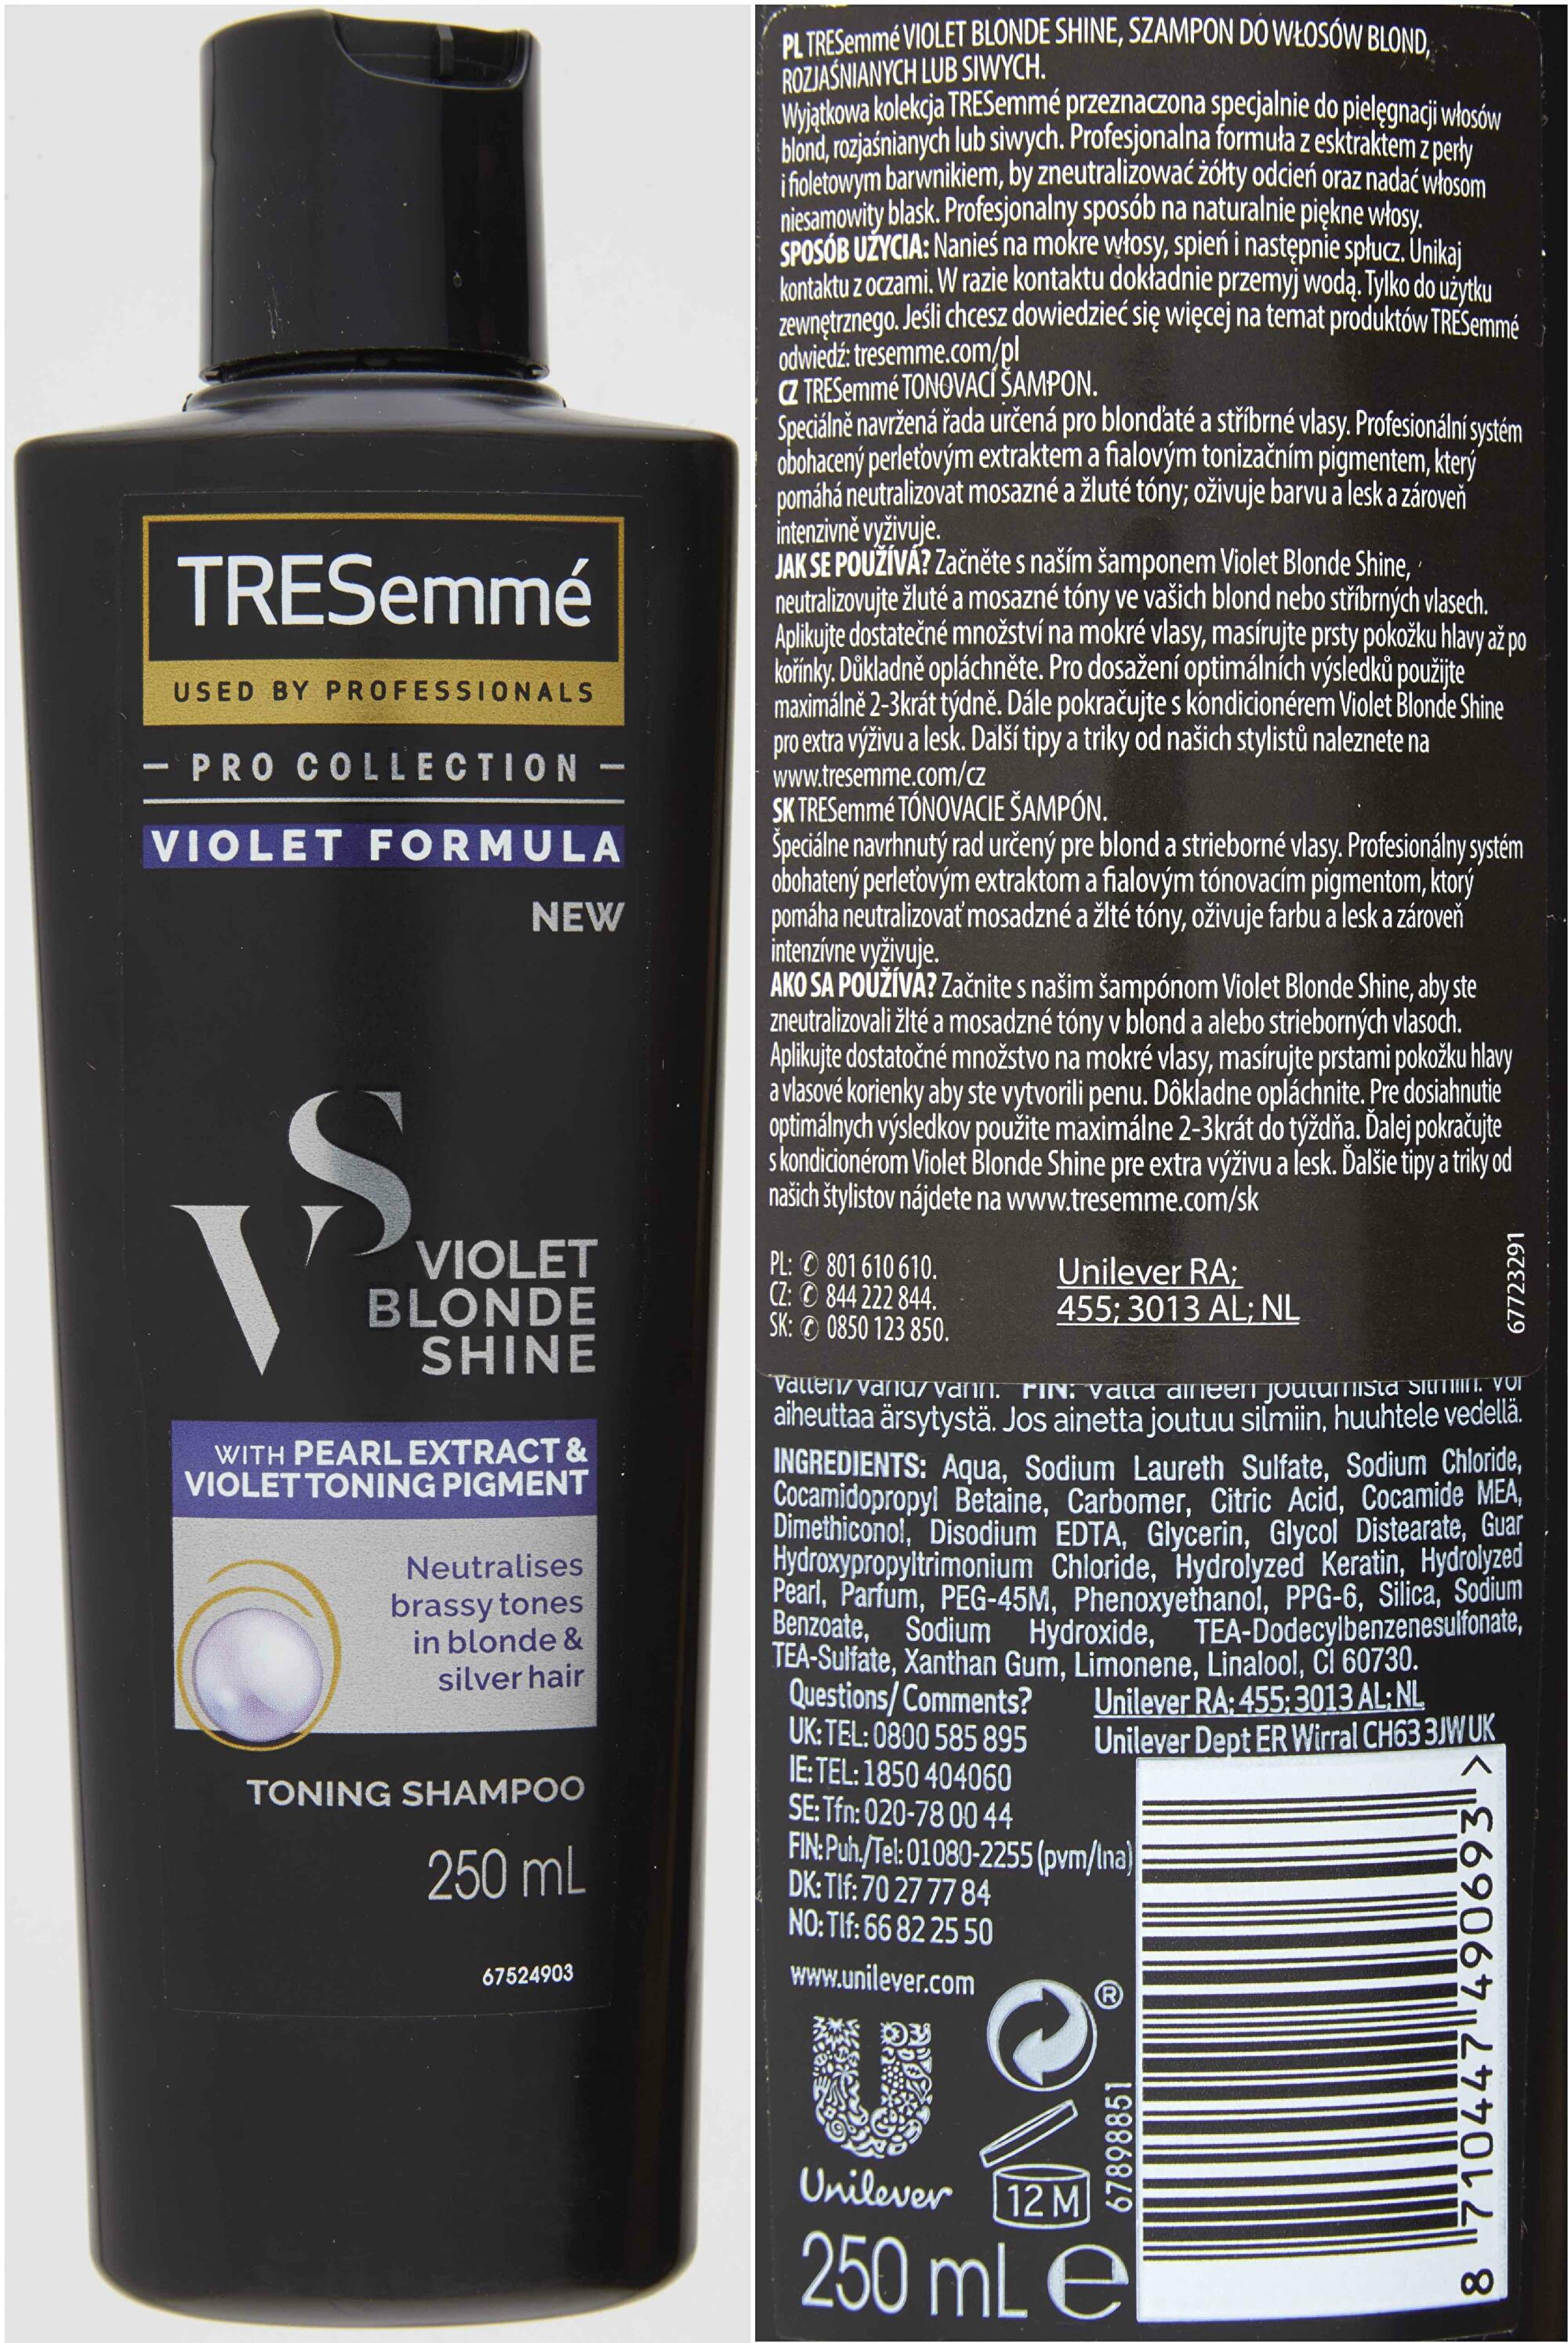 TRESemmé
USED BY PROFESSIONALS
– PRO COLLECTION –
VIOLET FORMULA
NEW
VS
VIOLET
BLONDE
SHINE
WITH PEARL EXTRACT &
VIOLET TONING PIGMENT
Neutralises
brassy tones
in blonde &
silver hair
TONING SHAMPOO
250 mL
67524903
PL TRESemmé VIOLET BLONDE SHINE, SZAMPON DO WŁOSÓW BLOND,
ROZJAŚNIANYCH LUB SIWYCH.
Wyjątkowa kolekcja TRESemmé przeznaczona specjalnie do pielęgnacji włosów
blond, rozjaśnianych lub siwych. Profesjonalna formuła z esktraktem z perły
i fioletowym barwnikiem, by zneutralizować żółty odcień oraz nadać włosom
niesamowity blask. Profesjonalny sposób na naturalnie piękne włosy.
SPOSÓB UŻYCIA: Nanieś na mokre włosy, spień i następnie spłucz. Unikaj
kontaktu z oczami. W razie kontaktu dokładnie przemyj wodą. Tylko do użytku
zewnętrznego. Jeśli chcesz dowiedzieć się więcej na temat produktów TRESemmé
odwiedź: tresemme.com/pl
CZ TRESemmé TONOVACÍ ŠAMPON.
Speciálně navržená řada určená pro blonďaté a stříbrné vlasy. Profesionální systém
obohacený perleťovým extraktem a fialovým tonizačním pigmentem, který
pomáhá neutralizovat mosazné a žluté tóny; oživuje barvu a lesk a zároveň
intenzivně vyživuje.
JAK SE POUŽÍVÁ? Začněte s naším šamponem Violet Blonde Shine,
neutralizovujte žluté a mosazné tóny ve vašich blond nebo stříbrných vlasech.
Aplikujte dostatečné množství na mokré vlasy, masírujte prsty pokožku hlavy až po
kořínky. Důkladně opláchněte. Pro dosažení optimálních výsledků použijte
maximálně 2-3krát týdně. Dále pokračujte s kondicionérem Violet Blonde Shine
pro extra výživu a lesk. Další tipy a triky od našich stylistů naleznete na
www.tresemme.com/cz
SK TRESemmé TÓNOVACIE ŠAMPÓN.
Špeciálne navrhnutý rad určený pre blond a strieborné vlasy. Profesionálny systém
obohatený perleťovým extraktom a fialovým tónovacím pigmentom, ktorý
pomáha neutralizovať mosadzné a žlté tóny, oživuje farbu a lesk a zároveň
intenzívne vyživuje.
AKO SA POUŽÍVA? Začnite s našim šampónom Violet Blonde Shine, aby ste
zneutralizovali žlté a mosadzné tóny v blond a alebo strieborných vlasoch.
Aplikujte dostatočné množstvo na mokré vlasy, masírujte prstami pokožku hlavy
a vlasové korienky aby ste vytvorili penu. Dôkladne opláchnite. Pre dosiahnutie
optimálnych výsledkov použite maximálne 2-3krát do týždňa. Ďalej pokračujte
s kondicionérom Violet Blonde Shine pre extra výživu a lesk. Ďalšie tipy a triky od
našich štylistov nájdete na www.tresemme.com/sk
PL: ✆ 801 610 610.
CZ: ✆ 844 222 844.
SK: ✆ 0850 123 850.
Unilever RA;
455; 3013 AL; NL
67723291
vatten/vand/vann. FIN: Vältä aineen joutumista silmiin. Voi
aiheuttaa ärsytystä. Jos ainetta joutuu silmiin, huuhtele vedellä.
INGREDIENTS: Aqua, Sodium Laureth Sulfate, Sodium Chloride,
Cocamidopropyl Betaine, Carbomer, Citric Acid, Cocamide MEA,
Dimethiconol, Disodium EDTA, Glycerin, Glycol Distearate, Guar
Hydroxypropyltrimonium Chloride, Hydrolyzed Keratin, Hydrolyzed
Pearl, Parfum, PEG-45M, Phenoxyethanol, PPG-6, Silica, Sodium
Benzoate, Sodium Hydroxide, TEA-Dodecylbenzenesulfonate,
TEA-Sulfate, Xanthan Gum, Limonene, Linalool, CI 60730.
Questions/Comments?
UK: TEL: 0800 585 895
IE: TEL: 1850 404060
SE: Tfn: 020-78 00 44
FIN: Puh./Tel: 01080-2255 (pvm/lna)
DK: Tlf: 70 27 77 84
NO: Tlf: 66 82 25 50
www.unilever.com
Unilever RA; 455; 3013 AL; NL
Unilever Dept ER Wirral CH63 3JW UK
®
Unilever
12 M
67898851
250 mL e
8 710447 490693 >